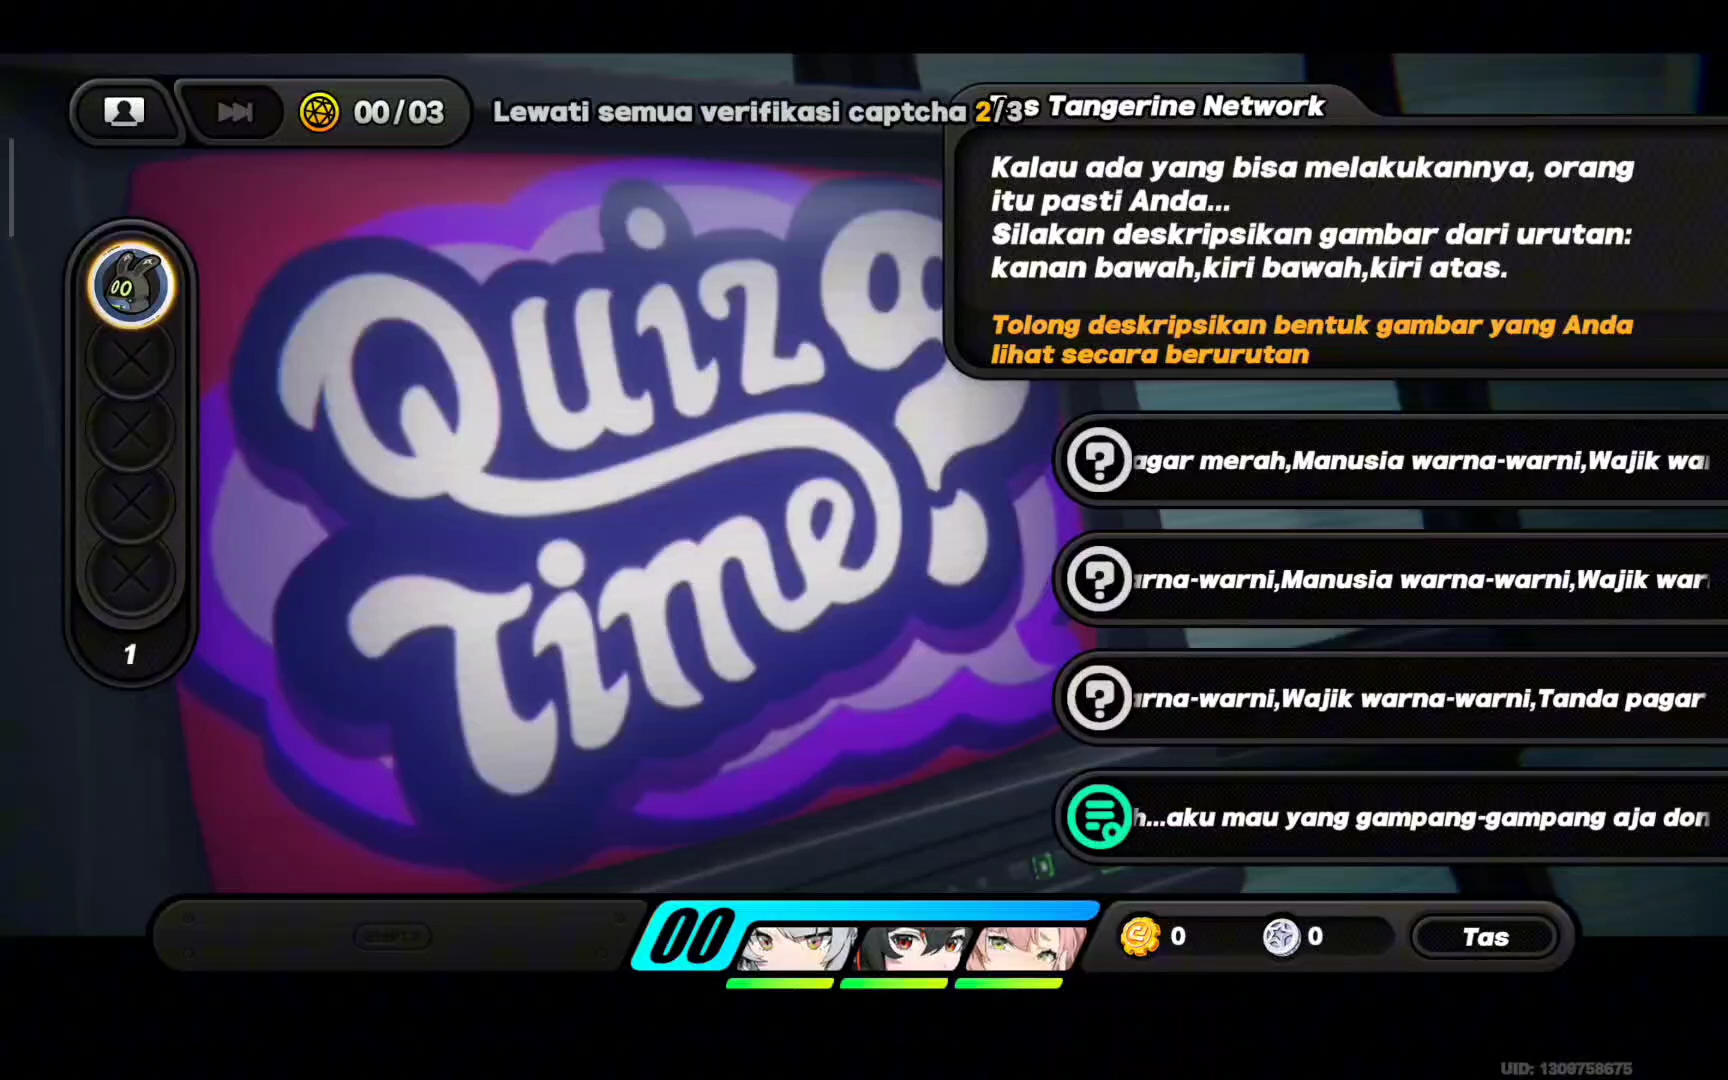 00/03
Lewati semua verifikasi captcha 2/3
s Tangerine Network
Kalau ada yang bisa melakukannya, orang
itu pasti Anda...
Silakan deskripsikan gambar dari urutan:
kanan bawah,kiri bawah,kiri atas.
Tolong deskripsikan bentuk gambar yang Anda
lihat secara berurutan
Quiz
Time!
agar merah,Manusia warna-warni,Wajik wa
rna-warni,Manusia warna-warni,Wajik war
rna-warni,Wajik warna-warni,Tanda pagar
h...aku mau yang gampang-gampang aja don
1
EMPTY
00
0
0
Tas
UID: 1309758675